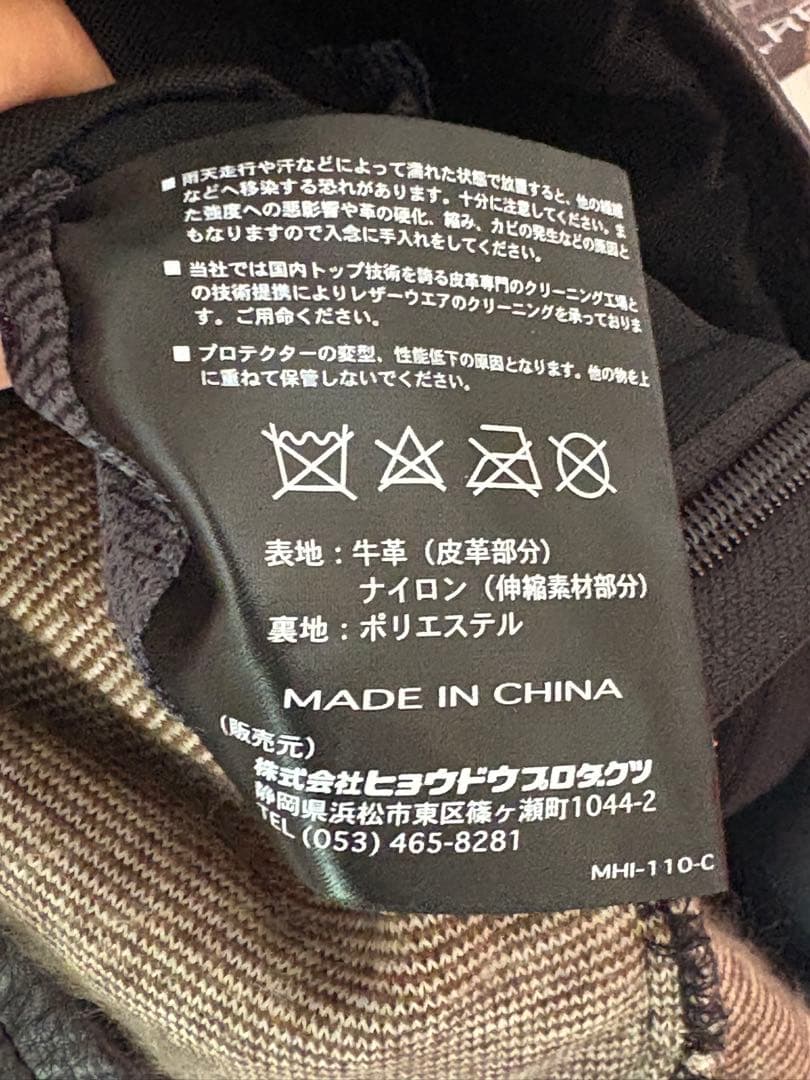 ■ 雨天走行や汗などによって濡れた状態で放置すると、他の繊維
などへ移染する恐れがあります。十分に注意してください。ま
た強度への悪影響や革の硬化、縮み、カビの発生などの原因と
もなりますので入念に手入れをしてください。
■ 当社では国内トップ技術を誇る皮革専門のクリーニング工場と
の技術提携によりレザーウエアのクリーニングを承っておりま
す。ご用命ください。
■ プロテクターの変型、性能低下の原因となります。他の物を上
に重ねて保管しないでください。
表地：牛革（皮革部分）
ナイロン（伸縮素材部分）
裏地：ポリエステル
MADE IN CHINA
（販売元）
株式会社ヒョウドウプロダクツ
静岡県浜松市東区篠ヶ瀬町1044-2
TEL (053) 465-8281
MHI-110-C